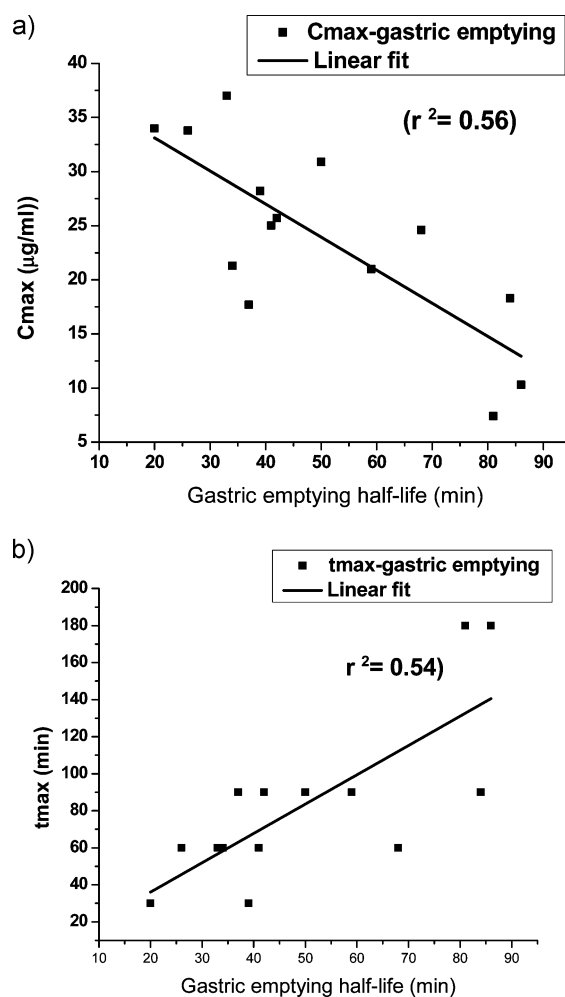 a)
Cmax-gastric emptying
Linear fit
(r ²= 0.56)
40
35
30
25
20
15
10
5
Cmax (µg/ml))
10 20 30 40 50 60 70 80 90
Gastric emptying half-life (min)
b)
tmax-gastric emptying
Linear fit
r ²= 0.54)
200
180
160
140
120
100
80
60
40
20
tmax (min)
10 20 30 40 50 60 70 80 90
Gastric emptying half-life (min)